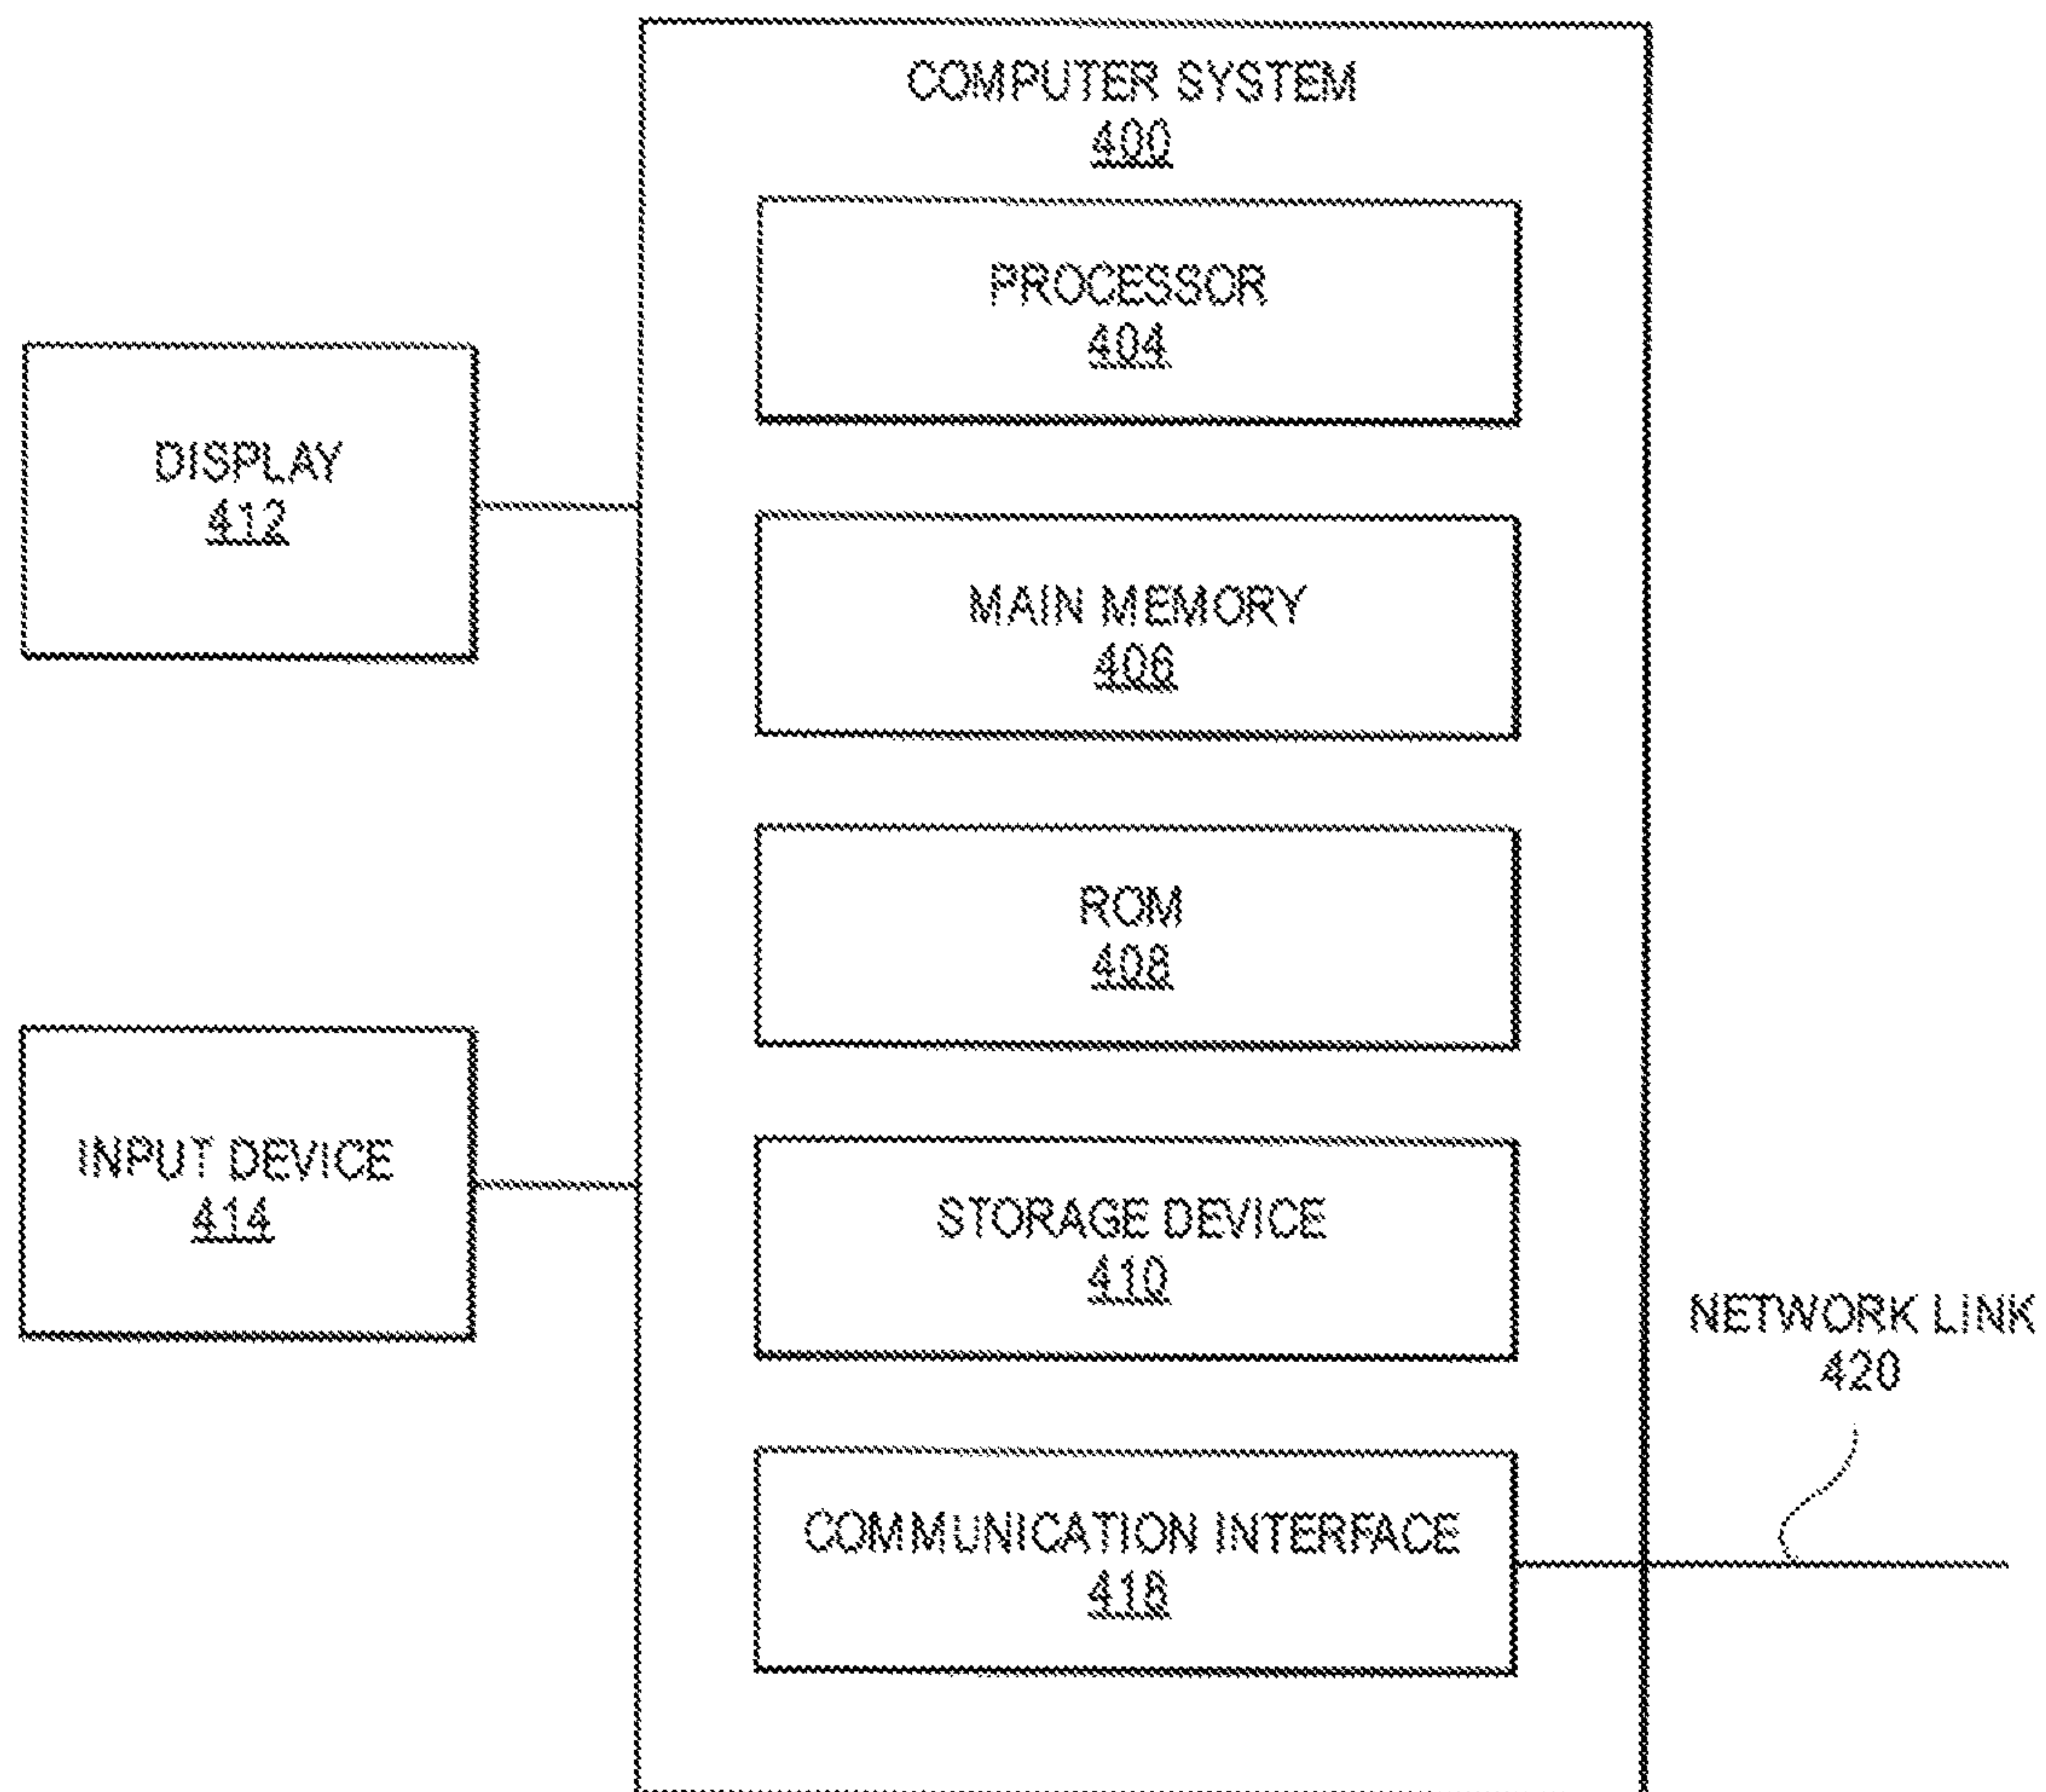 COMPUTER SYSTEM
400
PROCESSOR
404
DISPLAY
412
MAIN MEMORY
406
ROM
408
INPUT DEVICE
414
STORAGE DEVICE
410
NETWORK LINK
420
COMMUNICATION INTERFACE
418